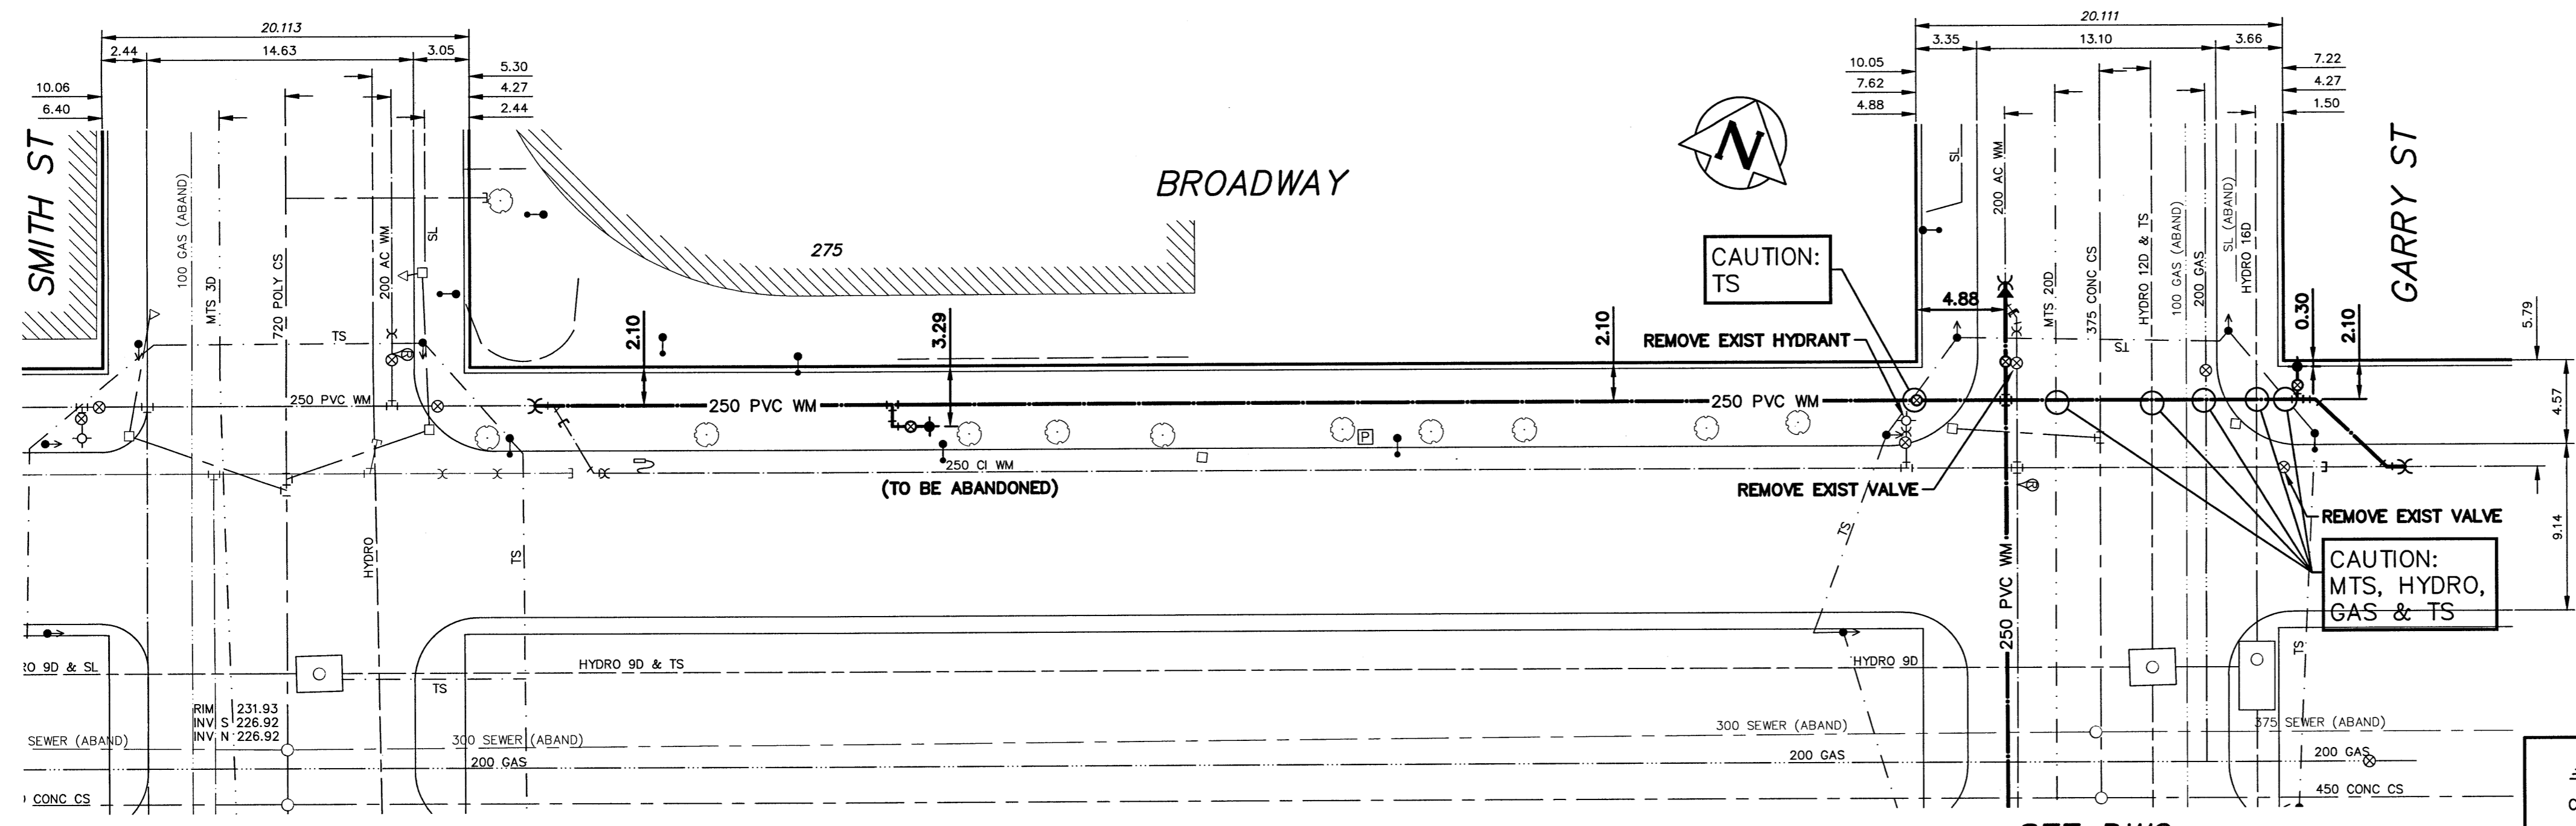 20.113
2.44
14.63
3.05
5.30
4.27
2.44
10.06
6.40
20.111
3.35
13.10
3.66
10.05
7.62
4.88
7.22
4.27
1.50
SMITH ST
100 GAS (ABAND)
MTS 3D
720 POLY CS
200 AC WM
SL
275
BROADWAY
N
CAUTION:
TS
SL
200 AC WM
MTS 20D
375 CONC CS
HYDRO 12D & TS
100 GAS (ABAND)
200 GAS
SL (ABAND)
HYDRO 16D
GARRY ST
4.88
TS
TS
2.10
3.29
2.10
REMOVE EXIST HYDRANT
0.30
2.10
5.79
4.57
9.14
250 PVC WM
250 PVC WM
250 PVC WM
P
250 CI WM
(TO BE ABANDONED)
REMOVE EXIST VALVE
REMOVE EXIST VALVE
CAUTION:
MTS, HYDRO,
GAS & TS
HYDRO
TS
TS
250 PVC WM
TS
RO 9D & SL
TS
HYDRO 9D & TS
HYDRO 9D
RIM 231.93
INV S 226.92
INV N 226.92
SEWER (ABAND)
300 SEWER (ABAND)
300 SEWER (ABAND)
375 SEWER (ABAND)
200 GAS
200 GAS
200 GAS
CONC CS
450 CONC CS